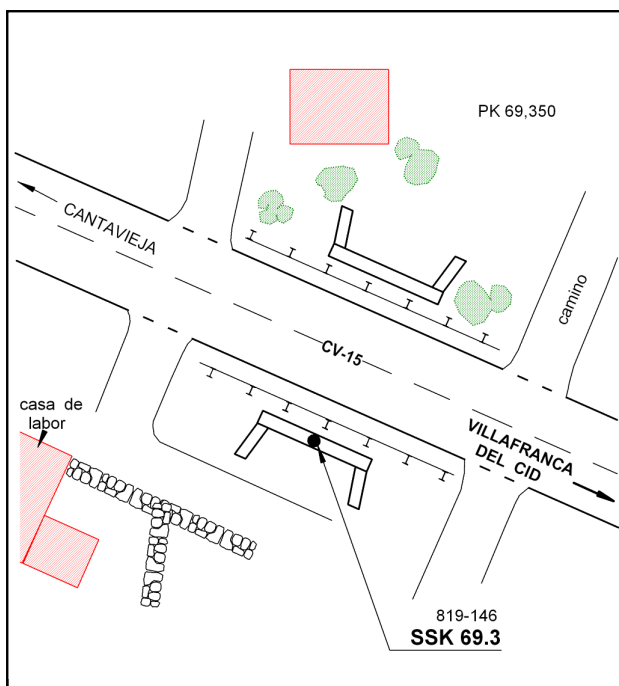 PK 69,350
CANTAVIEJA
camino
CV-15
casa de
labor
VILLAFRANCA
DEL CID
819-146
SSK 69.3